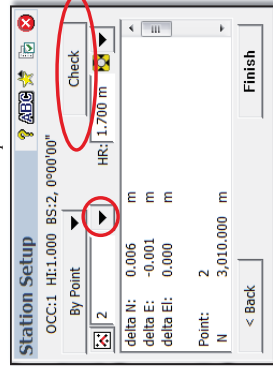 Station Setup
? ABC
OCC:1 HI:1.000 BS:2, 0°00'00"
By Point
Check
2
HR: 1.700 m
delta N: 0.006 m
delta E: -0.001 m
delta El: 0.000 m
Point: 2
N 3,010.000 m
< Back
Finish